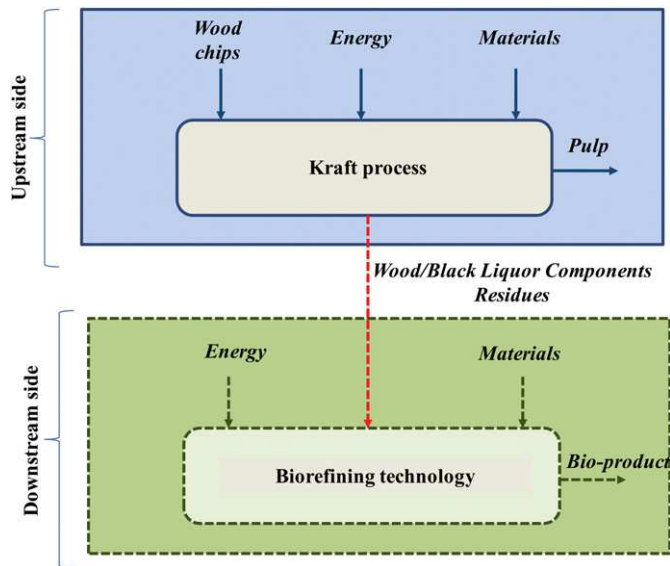 Wood
chips
Energy
Materials
Upstream side
Kraft process
Pulp
Wood/Black Liquor Components
Residues
Energy
Materials
Downstream side
Biorefining technology
Bio-product